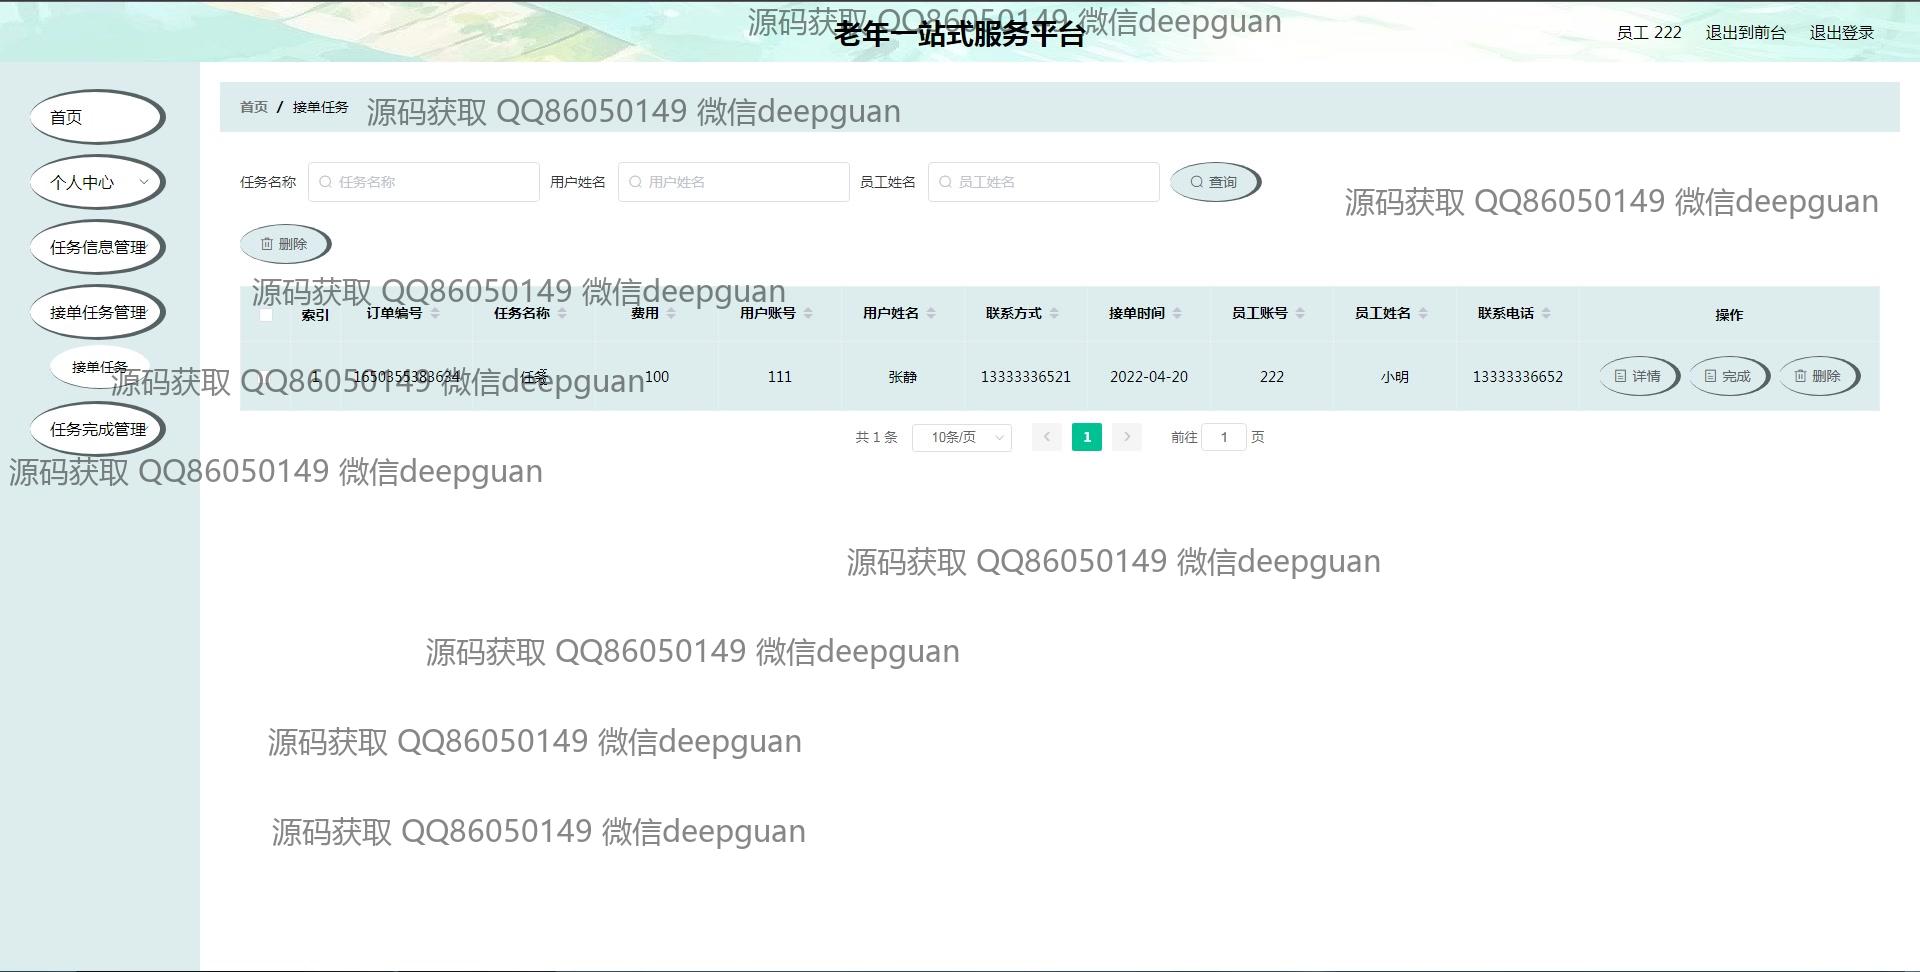 源码获取 QQ86050149 微信deepguan
老年一站式服务平台
员工 222 退出到前台 退出登录
首页
个人中心
任务信息管理
接单任务管理
接单任务
任务完成管理
首页 / 接单任务
源码获取 QQ86050149 微信deepguan
任务名称 任务名称 用户姓名 用户姓名 员工姓名 员工姓名 查询
源码获取 QQ86050149 微信deepguan
删除
源码获取 QQ86050149 微信deepguan
索引 订单编号 任务名称 费用 用户账号 用户姓名 联系方式 接单时间 员工账号 员工姓名 联系电话 操作
1 1650355383634 任务 100 111 张静 13333336521 2022-04-20 222 小明 13333336652 详情 完成 删除
源码获取 QQ86050149 微信deepguan
共 1 条 10条/页 1 前往 1 页
源码获取 QQ86050149 微信deepguan
源码获取 QQ86050149 微信deepguan
源码获取 QQ86050149 微信deepguan
源码获取 QQ86050149 微信deepguan
源码获取 QQ86050149 微信deepguan